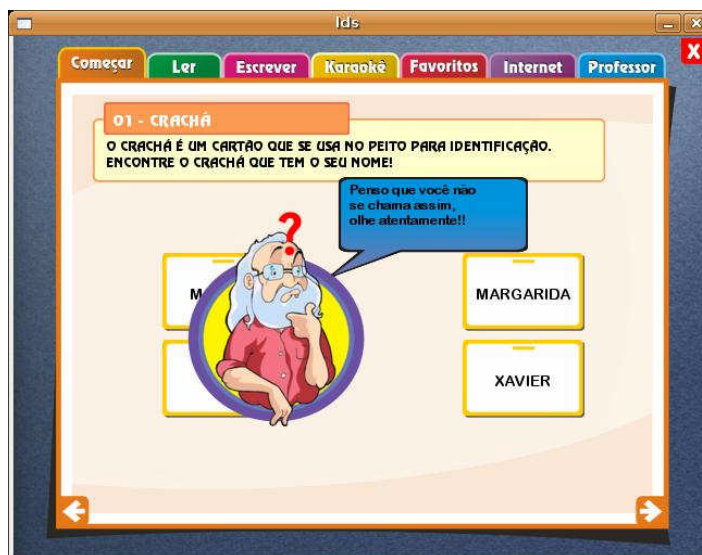 Ids
Começar Ler Escrever Karaokê Favoritos Internet Professor
X
01 - CRACHÁ
O CRACHÁ É UM CARTÃO QUE SE USA NO PEITO PARA IDENTIFICAÇÃO.
ENCONTRE O CRACHÁ QUE TEM O SEU NOME!
Penso que você não
se chama assim,
olhe atentamente!!
?
MARGARIDA
XAVIER